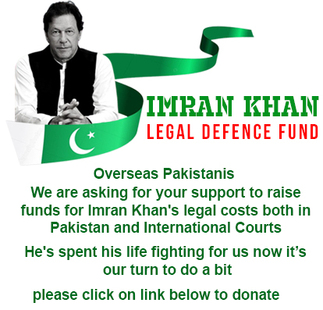 IMRAN KHAN
LEGAL DEFENCE FUND
Overseas Pakistanis
We are asking for your support to raise
funds for Imran Khan's legal costs both in
Pakistan and International Courts
He's spent his life fighting for us now it’s
our turn to do a bit
please click on link below to donate